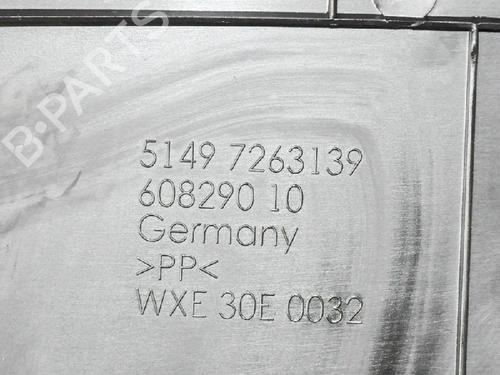 B-PARTS
5149 7263139
608290 10
Germany
>PP<
WXE 30E 0032